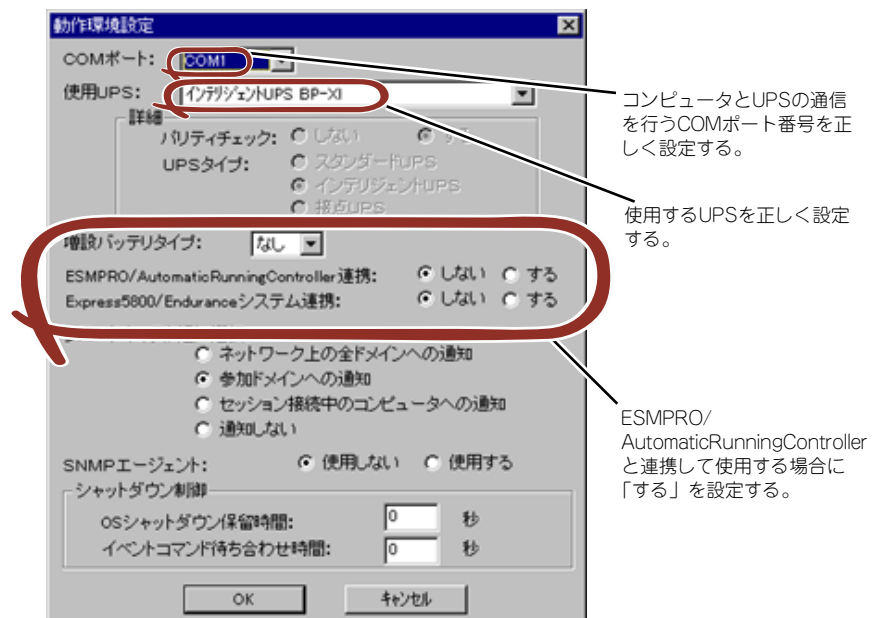 動作環境設定
COMポート: COM1
使用UPS: インテリジェントUPS BP-XI
詳細
パリティチェック: しない する
UPSタイプ: スタンダードUPS
インテリジェントUPS
接点UPS
増設バッテリタイプ: なし
ESMPRO/AutomaticRunningController連携: しない する
Express5800/Enduranceシステム連携: しない する
ネットワーク上の全ドメインへの通知
参加ドメインへの通知
セッション接続中のコンピュータへの通知
通知しない
SNMPエージェント: 使用しない 使用する
シャットダウン制御
OSシャットダウン保留時間: 0 秒
イベントコマンド待ち合わせ時間: 0 秒
OK キャンセル
コンピュータとUPSの通信
を行うCOMポート番号を正
しく設定する。
使用するUPSを正しく設定
する。
ESMPRO/
AutomaticRunningController
と連携して使用する場合に
「する」を設定する。